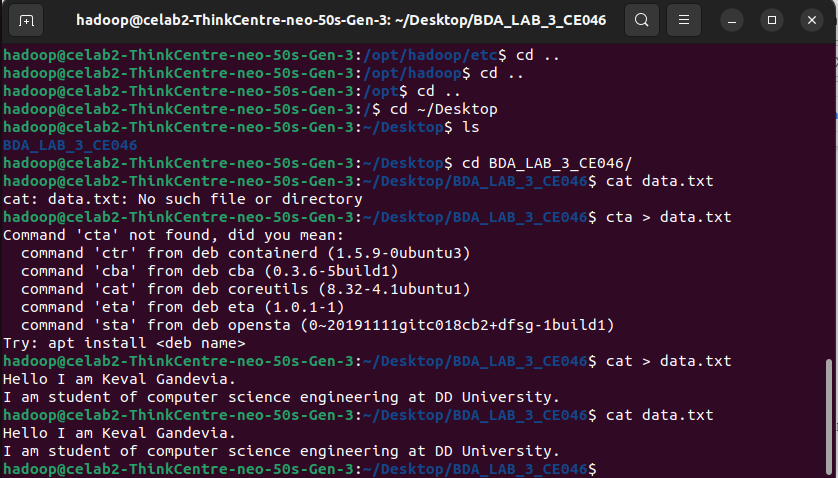 hadoop@celab2-ThinkCentre-neo-50s-Gen-3: ~/Desktop/BDA_LAB_3_CE046
hadoop@celab2-ThinkCentre-neo-50s-Gen-3:/opt/hadoop/etc$ cd ..
hadoop@celab2-ThinkCentre-neo-50s-Gen-3:/opt/hadoop$ cd ..
hadoop@celab2-ThinkCentre-neo-50s-Gen-3:/opt$ cd ..
hadoop@celab2-ThinkCentre-neo-50s-Gen-3:/$ cd ~/Desktop
hadoop@celab2-ThinkCentre-neo-50s-Gen-3:~/Desktop$ ls
BDA_LAB_3_CE046
hadoop@celab2-ThinkCentre-neo-50s-Gen-3:~/Desktop$ cd BDA_LAB_3_CE046/
hadoop@celab2-ThinkCentre-neo-50s-Gen-3:~/Desktop/BDA_LAB_3_CE046$ cat data.txt
cat: data.txt: No such file or directory
hadoop@celab2-ThinkCentre-neo-50s-Gen-3:~/Desktop/BDA_LAB_3_CE046$ cta > data.txt
Command 'cta' not found, did you mean:
  command 'ctr' from deb containerd (1.5.9-0ubuntu3)
  command 'cba' from deb cba (0.3.6-5build1)
  command 'cat' from deb coreutils (8.32-4.1ubuntu1)
  command 'eta' from deb eta (1.0.1-1)
  command 'sta' from deb opensta (0~20191111gitc018cb2+dfsg-1build1)
Try: apt install <deb name>
hadoop@celab2-ThinkCentre-neo-50s-Gen-3:~/Desktop/BDA_LAB_3_CE046$ cat > data.txt
Hello I am Keval Gandevia.
I am student of computer science engineering at DD University.
hadoop@celab2-ThinkCentre-neo-50s-Gen-3:~/Desktop/BDA_LAB_3_CE046$ cat data.txt
Hello I am Keval Gandevia.
I am student of computer science engineering at DD University.
hadoop@celab2-ThinkCentre-neo-50s-Gen-3:~/Desktop/BDA_LAB_3_CE046$